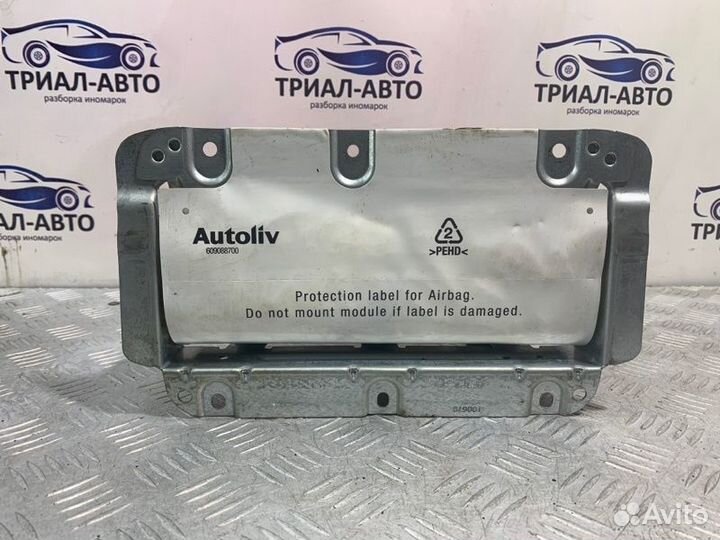 ТРИАЛ-АВТО
разборка иномарок
ТРИАЛ-АВТО
разборка иномарок
ТРИАЛ-АВТО
разборка иномарок
ТРИАЛ-АВТО
разборка иномарок
Autoliv
609088700
2
>PEHD<
Protection label for Airbag.
Do not mount module if label is damaged.
Avito